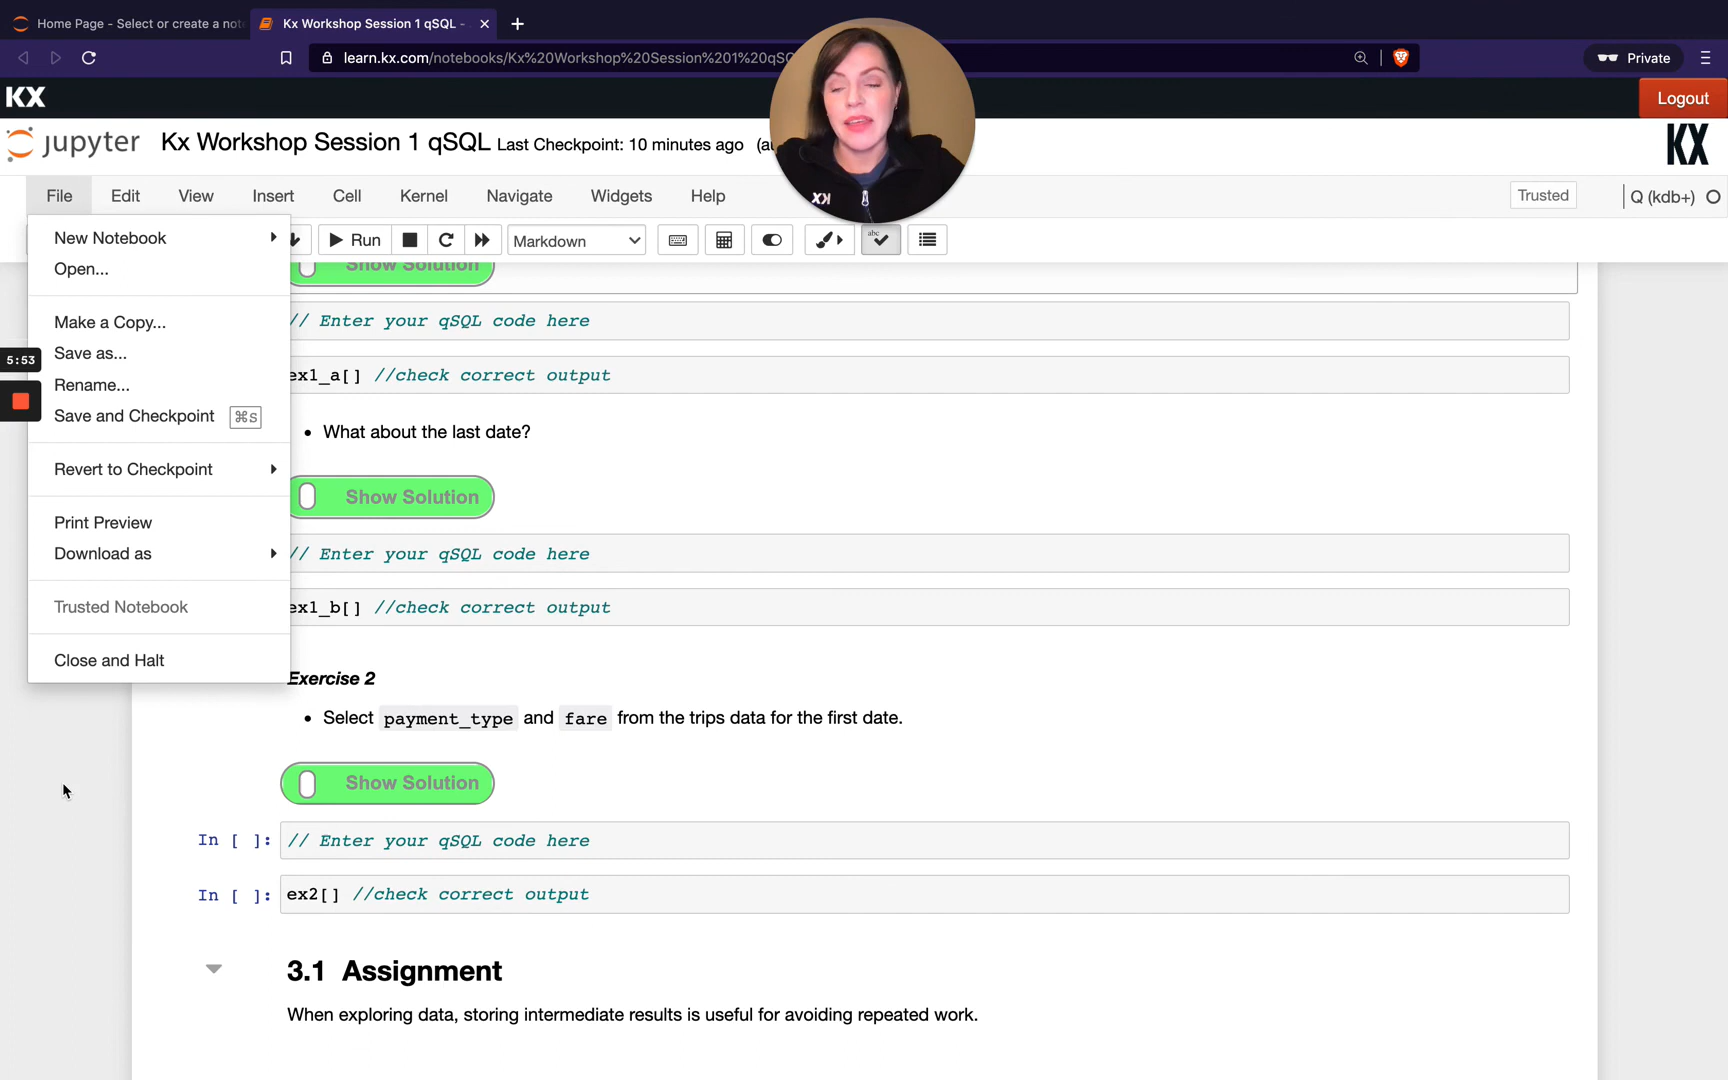 Home Page - Select or create a not
Kx Workshop Session 1 qSQL -
learn.kx.com/notebooks/Kx%20Workshop%20Session%201%20qSQ
Private
KX
Logout
jupyter
Kx Workshop Session 1 qSQL Last Checkpoint: 10 minutes ago
KX
File Edit View Insert Cell Kernel Navigate Widgets Help
Trusted
Q (kdb+)
KX
Run
Markdown
abc
New Notebook
Open...
Make a Copy...
Save as...
Rename...
Save and Checkpoint ⌘S
Revert to Checkpoint
Print Preview
Download as
Trusted Notebook
Close and Halt
5:53
Show Solution
// Enter your qSQL code here
ex1_a[] //check correct output
• What about the last date?
Show Solution
// Enter your qSQL code here
ex1_b[] //check correct output
Exercise 2
• Select payment_type and fare from the trips data for the first date.
Show Solution
In [ ]: // Enter your qSQL code here
In [ ]: ex2[] //check correct output
3.1 Assignment
When exploring data, storing intermediate results is useful for avoiding repeated work.